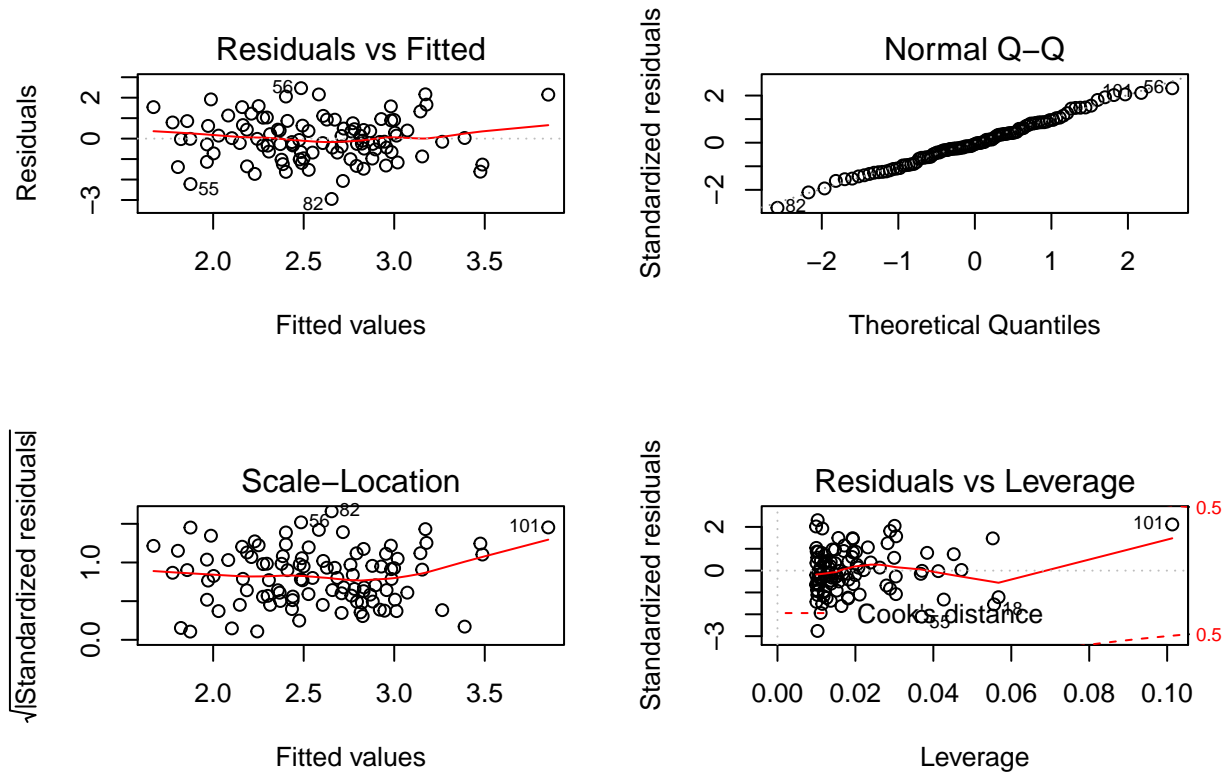 Residuals vs Fitted
Residuals
2
0
−3
56
55
82
2.0 2.5 3.0 3.5
Fitted values
Normal Q−Q
Standardized residuals
2
0
−2
101
56
82
−2 −1 0 1 2
Theoretical Quantiles
Scale−Location
√|Standardized residuals|
1.0
0.0
82
56
101
2.0 2.5 3.0 3.5
Fitted values
Residuals vs Leverage
Standardized residuals
2
0
−3
101
0.5
Cook's distance
118
55
0.5
0.00 0.02 0.04 0.06 0.08 0.10
Leverage